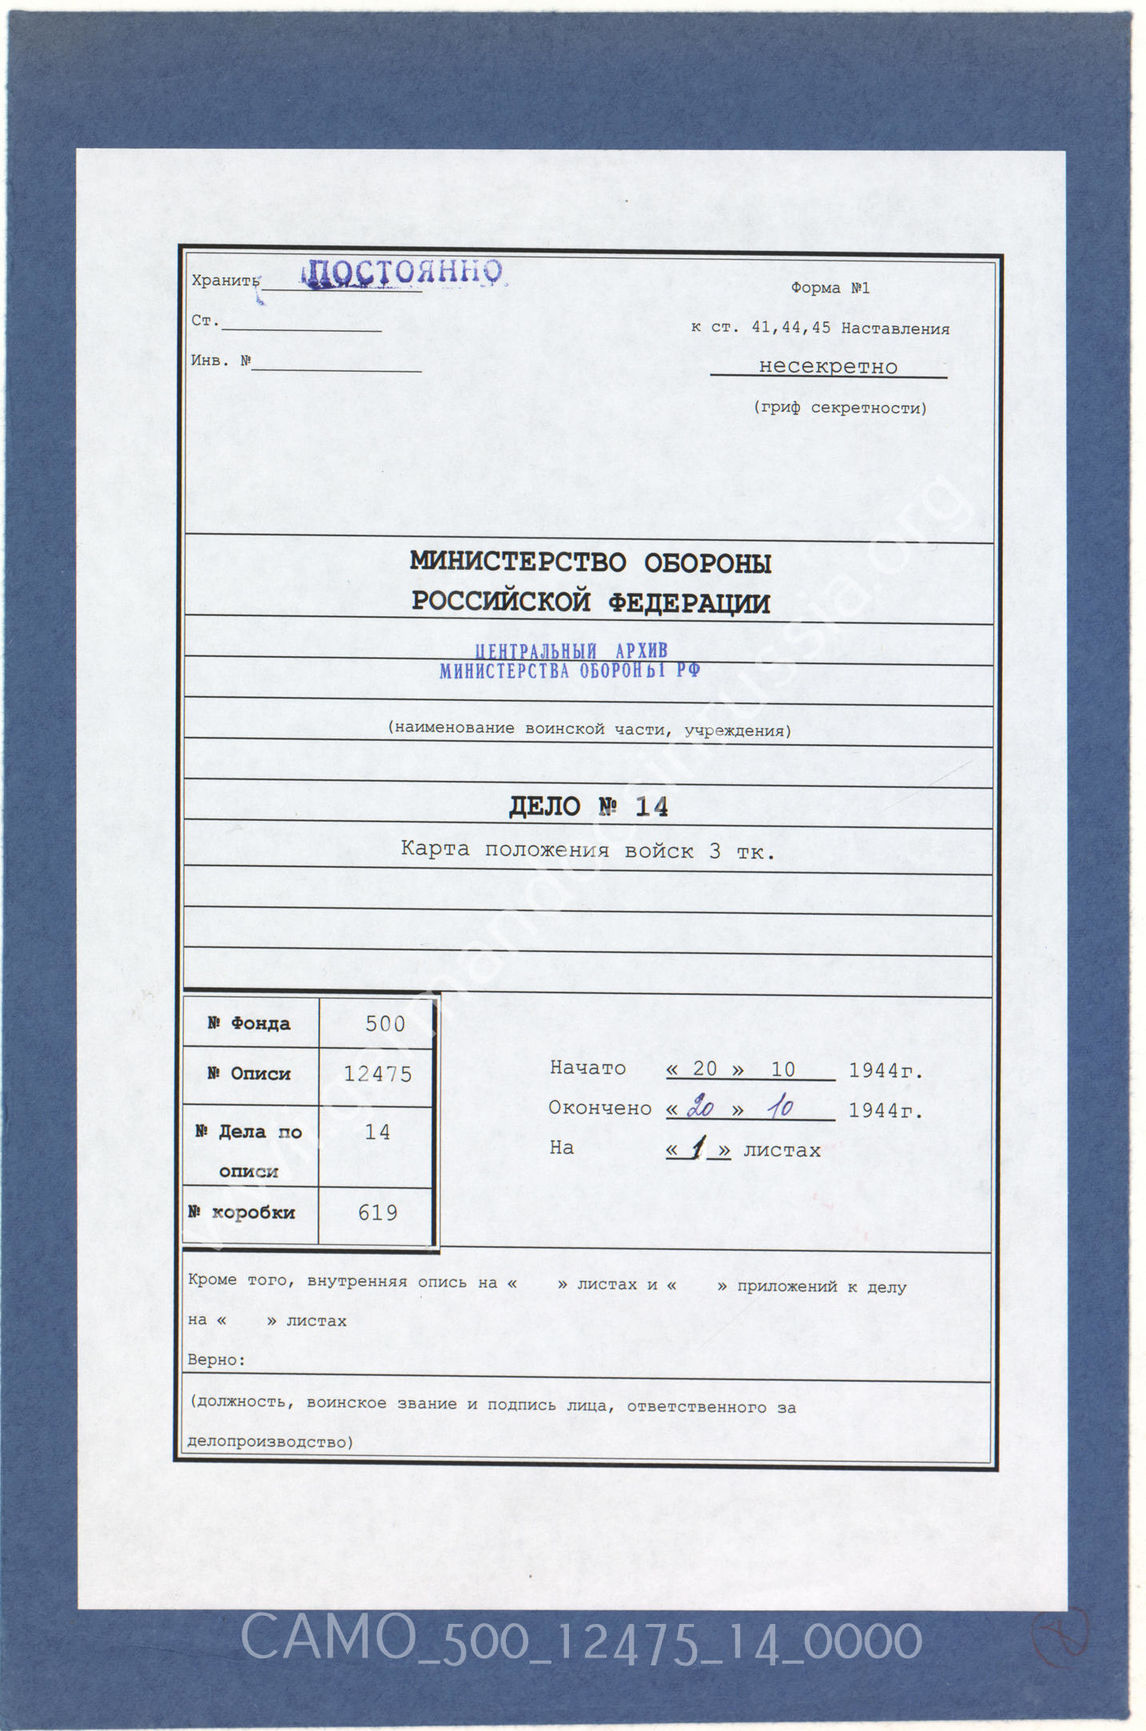 Хранить ПОСТОЯННО
Форма №1
Ст.
к ст. 41,44,45 Наставления
Инв. №
несекретно
(гриф секретности)
МИНИСТЕРСТВО ОБОРОНЫ
РОССИЙСКОЙ ФЕДЕРАЦИИ
ЦЕНТРАЛЬНЫЙ АРХИВ
МИНИСТЕРСТВА ОБОРОНЫ РФ
(наименование воинской части, учреждения)
ДЕЛО № 14
Карта положения войск 3 тк.
№ Фонда 500
№ Описи 12475
№ Дела по 14
описи
№ коробки 619
Начато « 20 » 10 1944г.
Окончено « 20 » 10 1944г.
На « 1 » листах
Кроме того, внутренняя опись на « » листах и « » приложений к делу
на « » листах
Верно:
(должность, воинское звание и подпись лица, ответственного за
делопроизводство)
CAMO_500_12475_14_0000